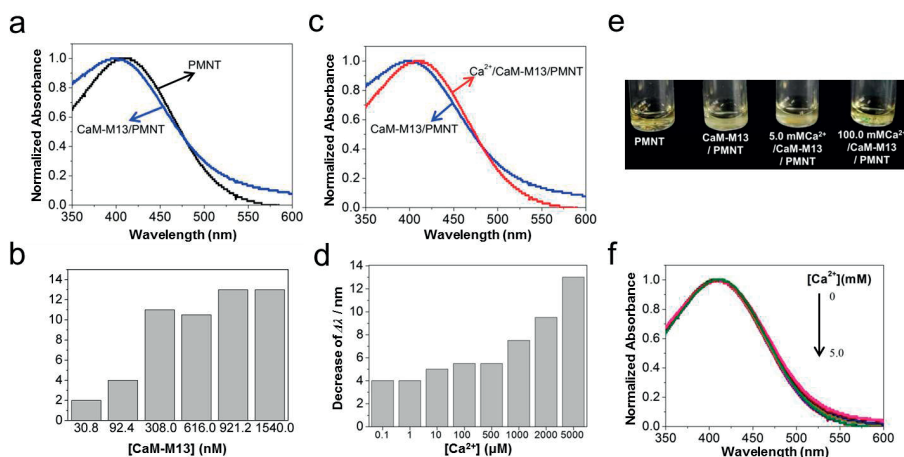 a
Normalized Absorbance
1.0
0.8
0.6
0.4
0.2
0.0
PMNT
CaM-M13/PMNT
350 400 450 500 550 600
Wavelength (nm)
c
Normalized Absorbance
1.0
0.8
0.6
0.4
0.2
0.0
Ca²⁺/CaM-M13/PMNT
CaM-M13/PMNT
350 400 450 500 550 600
Wavelength (nm)
e
PMNT
CaM-M13
/ PMNT
5.0 mMCa²⁺
/CaM-M13
/ PMNT
100.0 mMCa²⁺
/CaM-M13
/ PMNT
b
14
12
10
8
6
4
2
0
30.8 92.4 308.0 616.0 921.2 1540.0
[CaM-M13] (nM)
d
Decrease of Δλ / nm
14
12
10
8
6
4
2
0
0.1 1 10 100 500 1000 2000 5000
[Ca²⁺] (µM)
f
Normalized Absorbance
1.0
0.8
0.6
0.4
0.2
0.0
[Ca²⁺](mM)
0
5.0
350 400 450 500 550 600
Wavelength (nm)